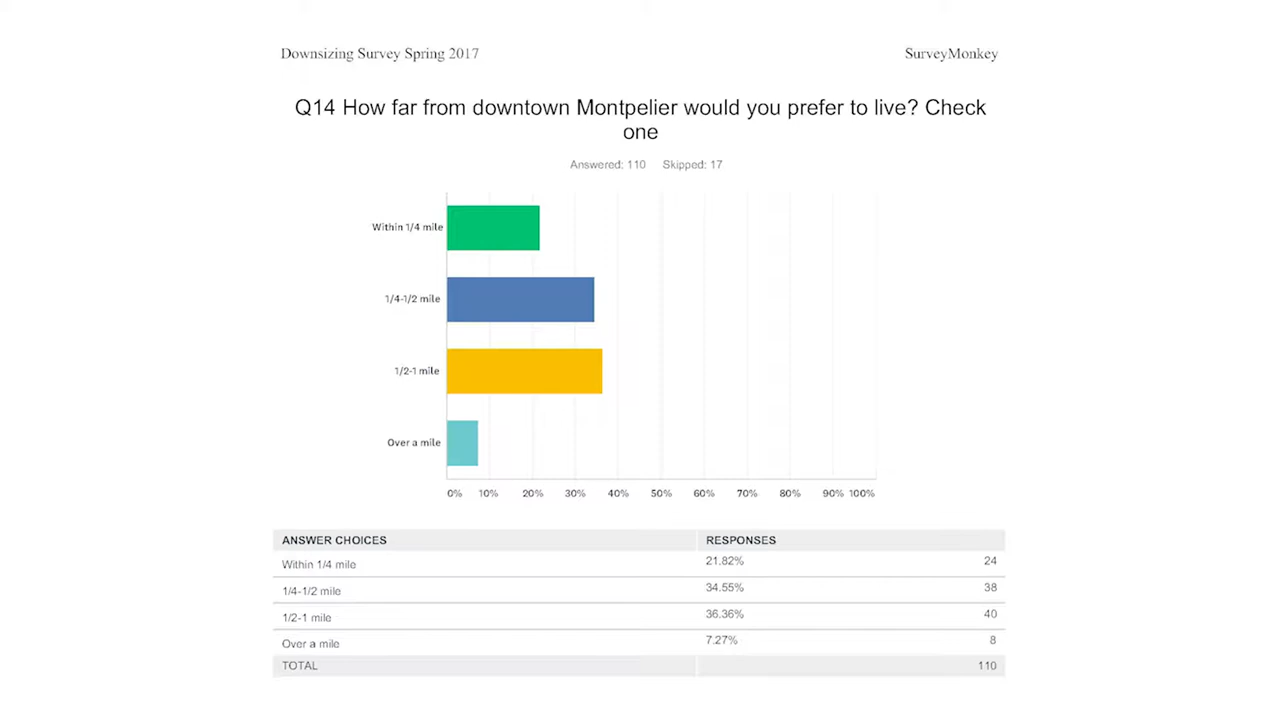 Downsizing Survey Spring 2017 SurveyMonkey
Q14 How far from downtown Montpelier would you prefer to live? Check
one
Answered: 110 Skipped: 17
Within 1/4 mile
1/4-1/2 mile
1/2-1 mile
Over a mile
0% 10% 20% 30% 40% 50% 60% 70% 80% 90% 100%
ANSWER CHOICES RESPONSES
Within 1/4 mile 21.82% 24
1/4-1/2 mile 34.55% 38
1/2-1 mile 36.36% 40
Over a mile 7.27% 8
TOTAL 110